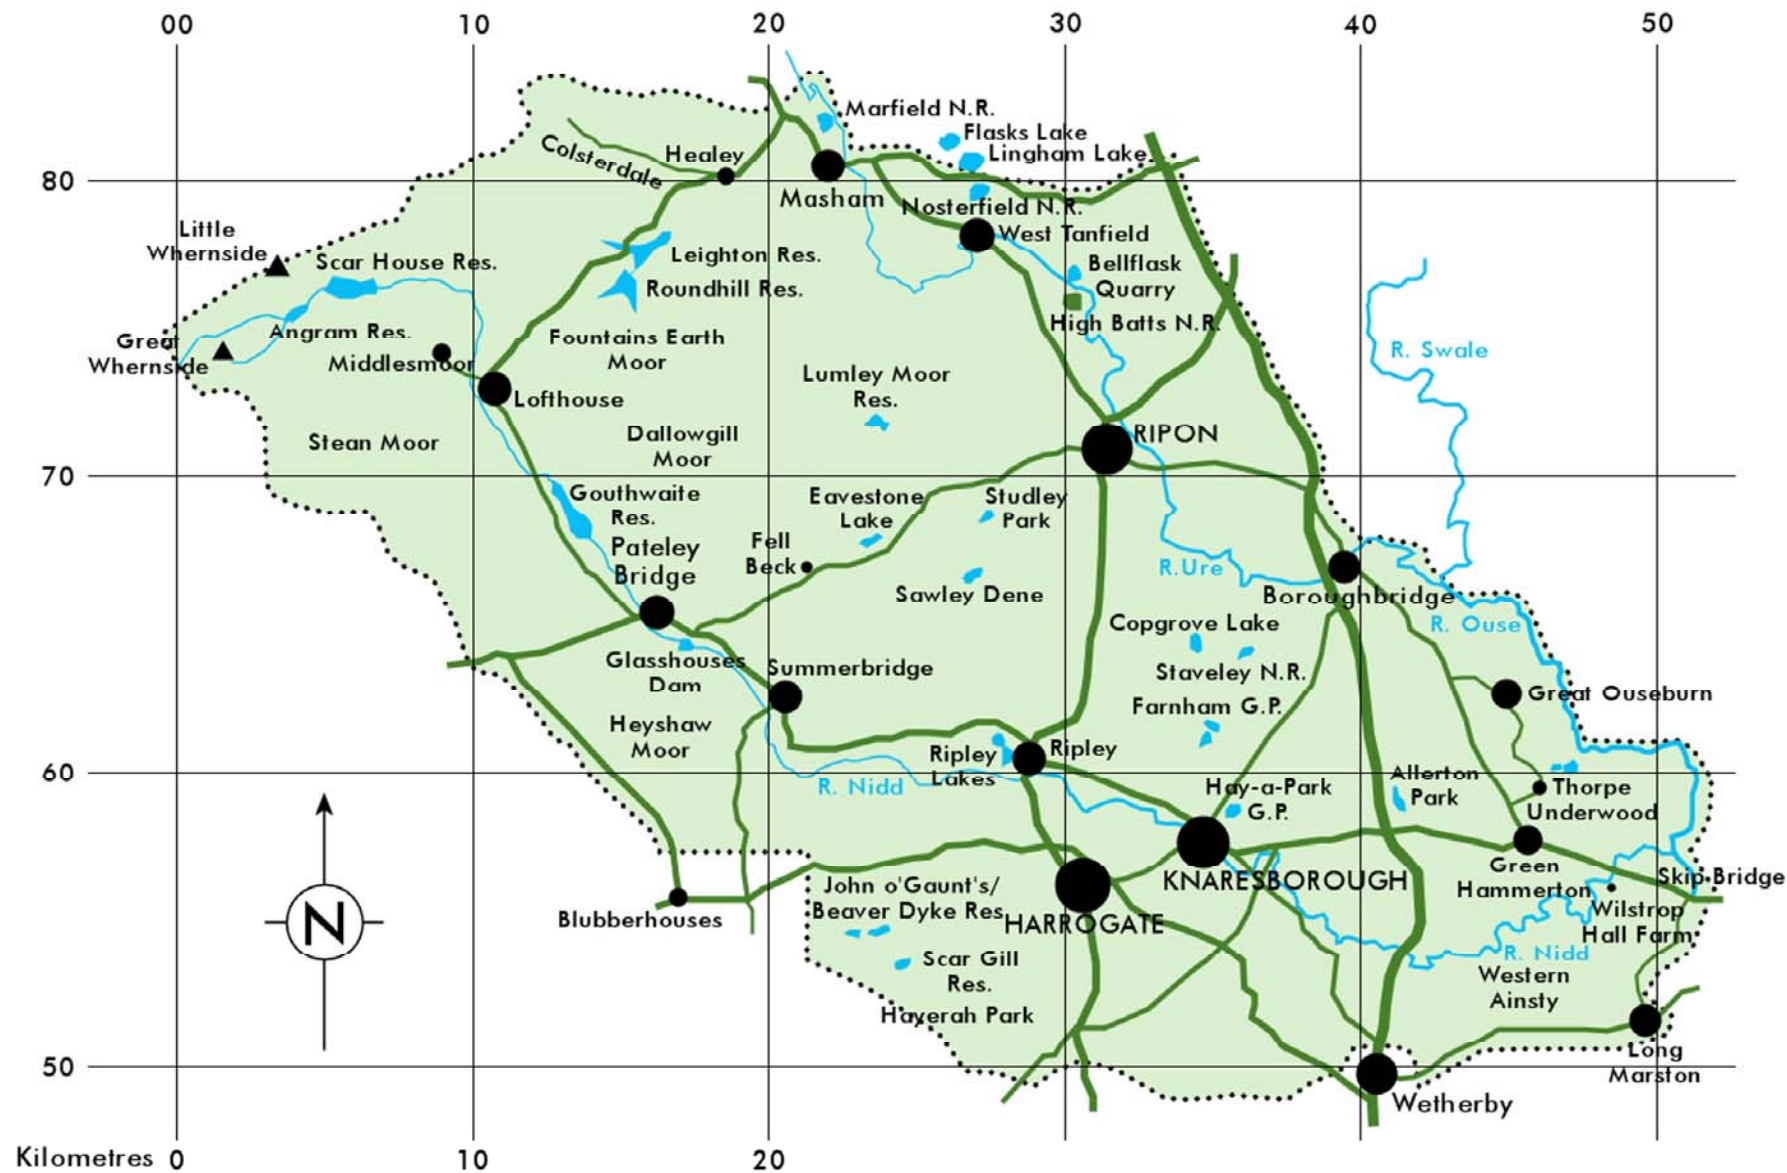 00 10 20 30 40 50
Marfield N.R.
Flasks Lake
Lingham Lake
Colsterdale
Healey
80
Masham
Nosterfield N.R.
West Tanfield
Little
Whernside
Scar House Res.
Leighton Res.
Bellflask
Quarry
Roundhill Res.
High Batts N.R.
Angram Res.
Great
Whernside
Middlesmoor
Fountains Earth
Moor
R. Swale
Lumley Moor
Res.
Lofthouse
Stean Moor
Dallowgill
Moor
RIPON
70
Gouthwaite
Res.
Eavestone
Lake
Studley
Park
Pateley
Bridge
Fell
Beck
R.Ure
Sawley Dene
Boroughbridge
Copgrove Lake
R. Ouse
Glasshouses
Dam
Summerbridge
Staveley N.R.
Great Ouseburn
Farnham G.P.
Heyshaw
Moor
Ripley
Lakes
Ripley
60
R. Nidd
Hay-a-Park
G.P.
Allerton
Park
Thorpe
Underwood
Green
Hammerton
Skip Bridge
KNARESBOROUGH
John o'Gaunt's/
Beaver Dyke Res.
HARROGATE
Blubberhouses
Wilstrop
Hall Farm
N
R. Nidd
Scar Gill
Res.
Western
Ainsty
Haverah Park
50
Long
Marston
Wetherby
Kilometres 0 10 20